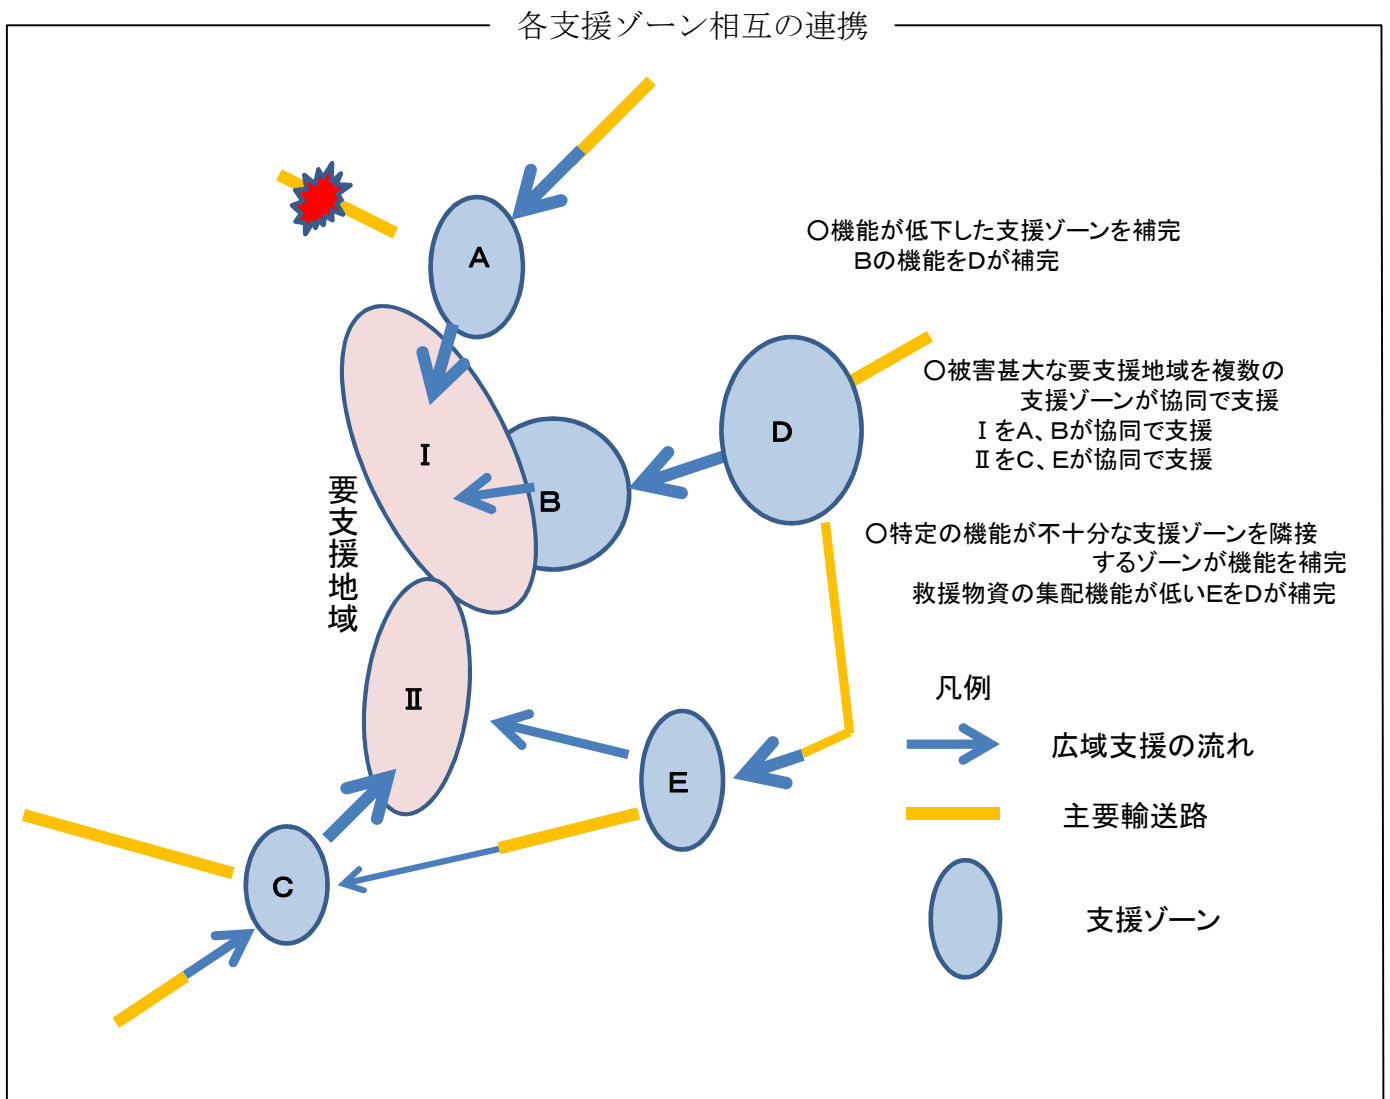 各支援ゾーン相互の連携
A
○機能が低下した支援ゾーンを補完
Bの機能をDが補完
○被害甚大な要支援地域を複数の
支援ゾーンが協同で支援
ⅠをA、Bが協同で支援
ⅡをC、Eが協同で支援
D
Ⅰ
B
要支援地域
○特定の機能が不十分な支援ゾーンを隣接
するゾーンが機能を補完
救援物資の集配機能が低いEをDが補完
Ⅱ
E
C
凡例
広域支援の流れ
主要輸送路
支援ゾーン